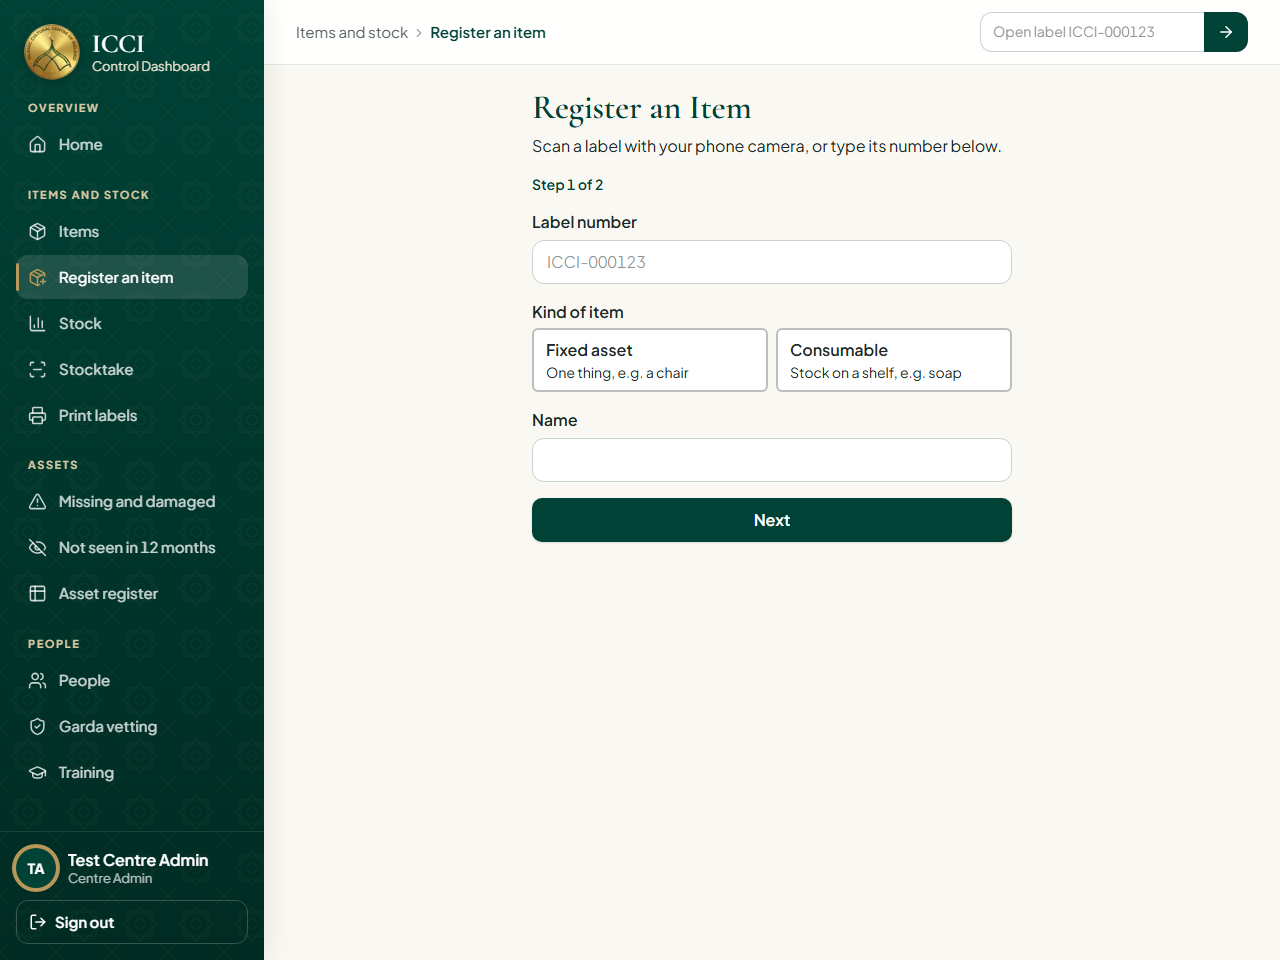 ICCI
Control Dashboard
OVERVIEW
Home
ITEMS AND STOCK
Items
Register an item
Stock
Stocktake
Print labels
ASSETS
Missing and damaged
Not seen in 12 months
Asset register
PEOPLE
People
Garda vetting
Training
TA
Test Centre Admin
Centre Admin
Sign out
Items and stock > Register an item
Open label ICCI-000123
Register an Item
Scan a label with your phone camera, or type its number below.
Step 1 of 2
Label number
ICCI-000123
Kind of item
Fixed asset
One thing, e.g. a chair
Consumable
Stock on a shelf, e.g. soap
Name
Next